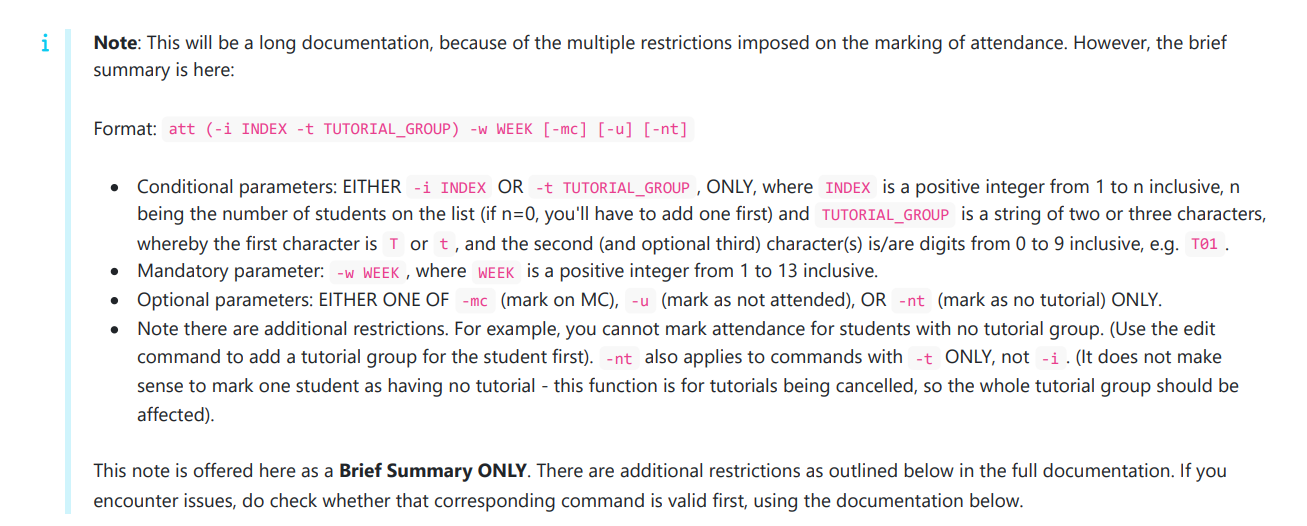 i Note: This will be a long documentation, because of the multiple restrictions imposed on the marking of attendance. However, the brief
summary is here:
Format: att (-i INDEX -t TUTORIAL_GROUP) -w WEEK [-mc] [-u] [-nt]
• Conditional parameters: EITHER -i INDEX OR -t TUTORIAL_GROUP , ONLY, where INDEX is a positive integer from 1 to n inclusive, n
being the number of students on the list (if n=0, you'll have to add one first) and TUTORIAL_GROUP is a string of two or three characters,
whereby the first character is T or t , and the second (and optional third) character(s) is/are digits from 0 to 9 inclusive, e.g. T01 .
• Mandatory parameter: -w WEEK , where WEEK is a positive integer from 1 to 13 inclusive.
• Optional parameters: EITHER ONE OF -mc (mark on MC), -u (mark as not attended), OR -nt (mark as no tutorial) ONLY.
• Note there are additional restrictions. For example, you cannot mark attendance for students with no tutorial group. (Use the edit
command to add a tutorial group for the student first). -nt also applies to commands with -t ONLY, not -i . (It does not make
sense to mark one student as having no tutorial - this function is for tutorials being cancelled, so the whole tutorial group should be
affected).
This note is offered here as a Brief Summary ONLY. There are additional restrictions as outlined below in the full documentation. If you
encounter issues, do check whether that corresponding command is valid first, using the documentation below.